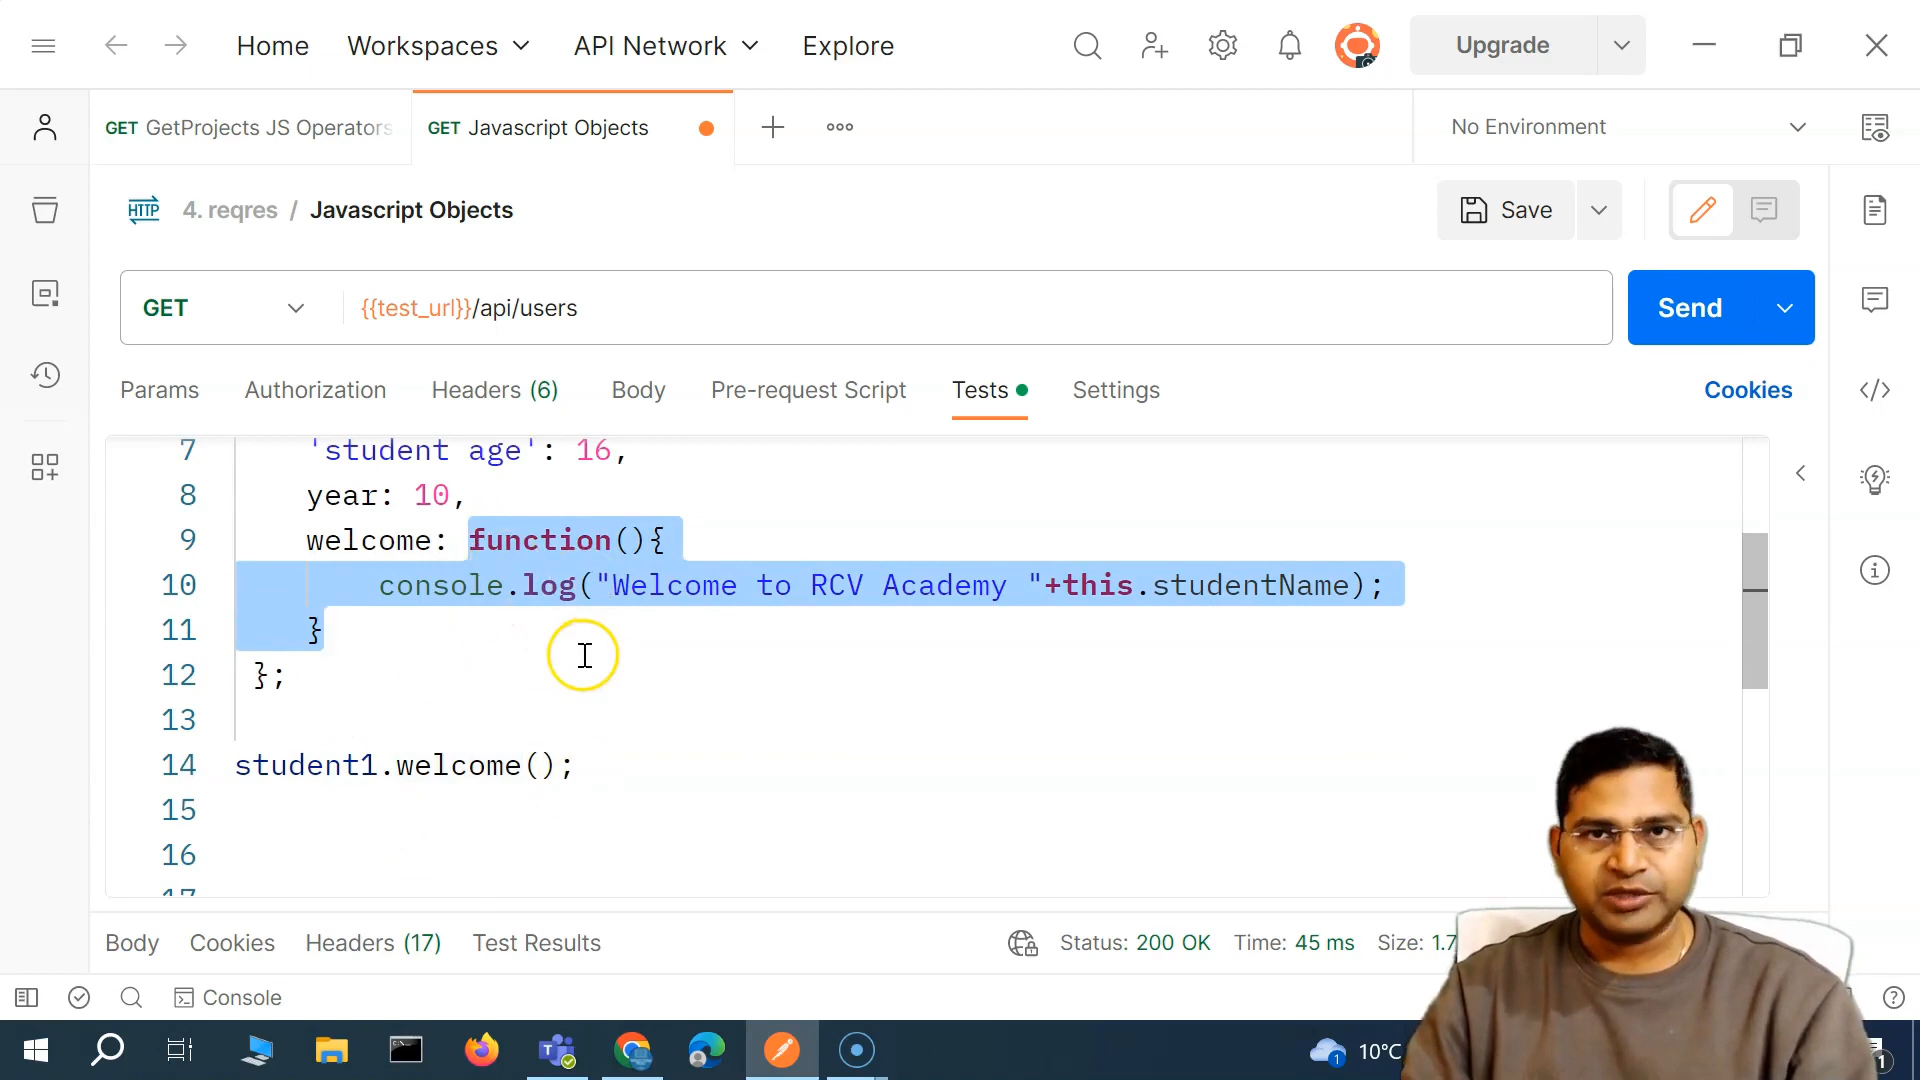 Home Workspaces API Network Explore Upgrade
GET GetProjects JS Operators GET Javascript Objects No Environment
HTTP 4. reqres / Javascript Objects Save
GET {{test_url}}/api/users Send
Params Authorization Headers (6) Body Pre-request Script Tests Settings Cookies
7 'student age': 16,
8 year: 10,
9 welcome: function(){
10 console.log("Welcome to RCV Academy "+this.studentName);
11 }
12 };
13
14 student1.welcome();
15
16
17
Body Cookies Headers (17) Test Results Status: 200 OK Time: 45 ms Size: 1.7
Console
1 10°C 1